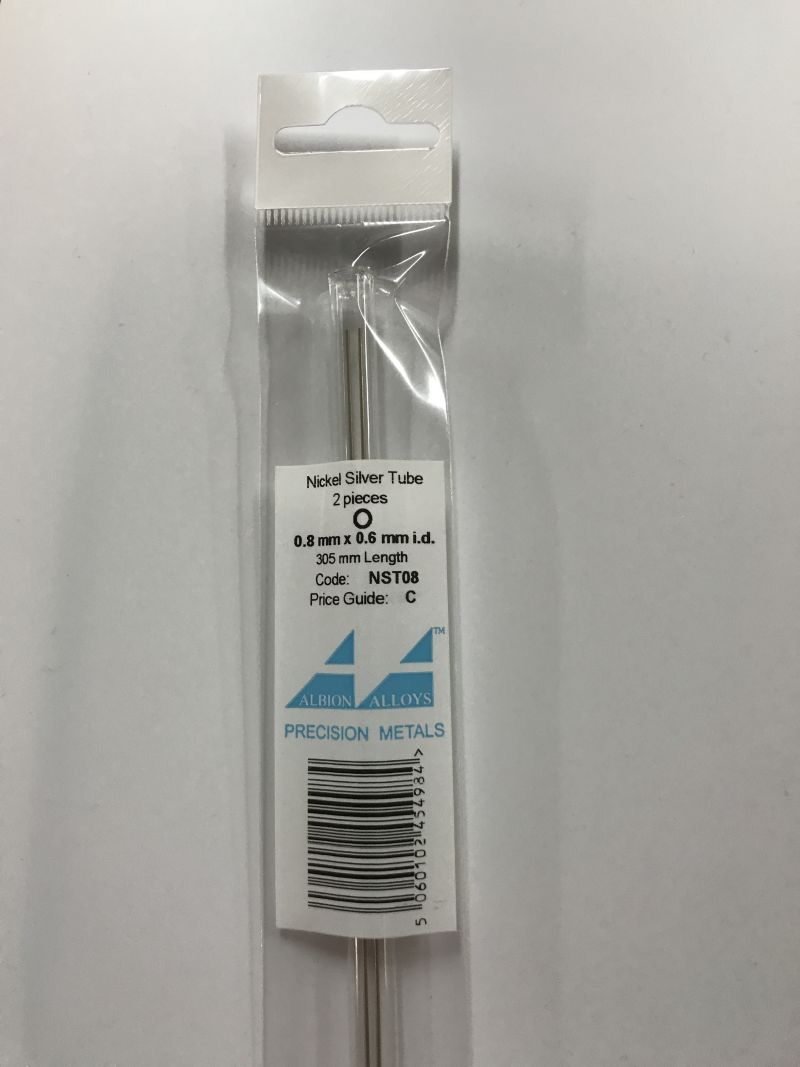 Nickel Silver Tube
2 pieces
0.8 mm x 0.6 mm i.d.
305 mm Length
Code: NST08
Price Guide: C
TM
ALBION ALLOYS
PRECISION METALS
5 060102 454984 >